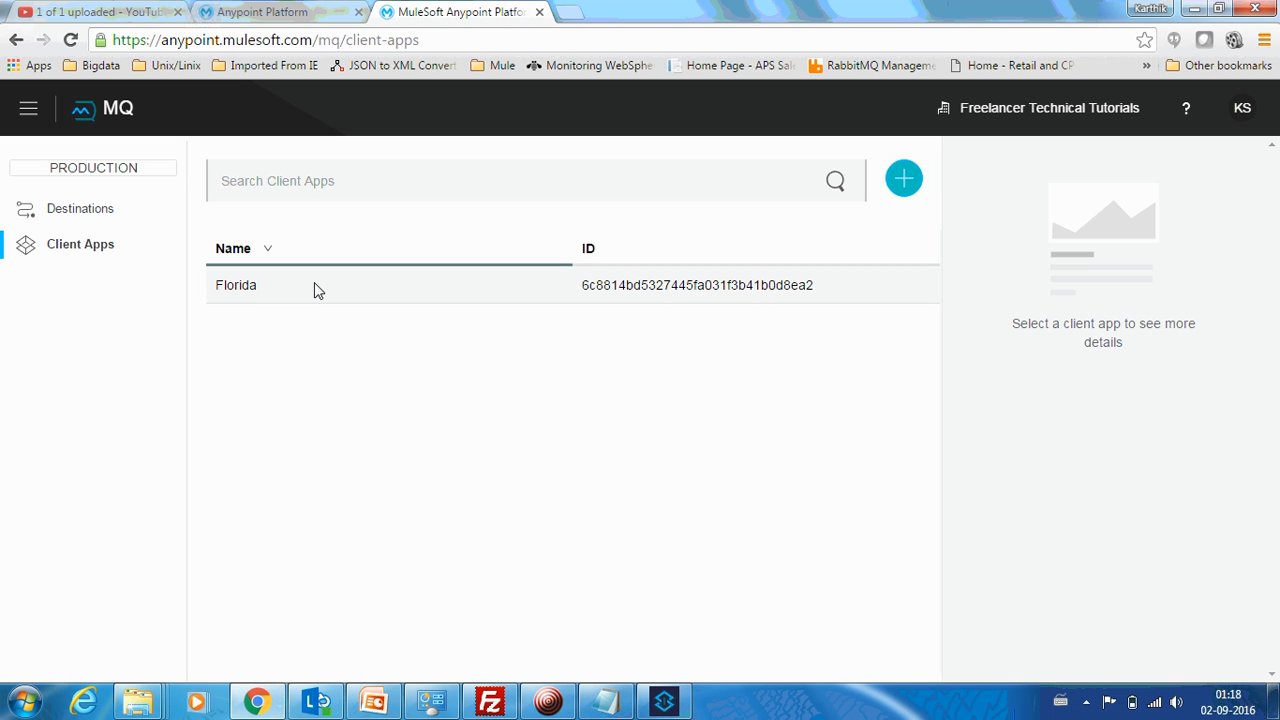 1 of 1 uploaded - YouTub
Anypoint Platform
MuleSoft Anypoint Platfor
Karthik
https://anypoint.mulesoft.com/mq/client-apps
Apps
Bigdata
Unix/Linix
Imported From IE
JSON to XML Convert
Mule
Monitoring WebSphe
Home Page - APS Sale
RabbitMQ Manageme
Home - Retail and CP
»
Other bookmarks
MQ
Freelancer Technical Tutorials
?
KS
PRODUCTION
Search Client Apps
Destinations
Client Apps
Name
ID
Florida
6c8814bd5327445fa031f3b41b0d8ea2
Select a client app to see more
details
01:18
02-09-2016